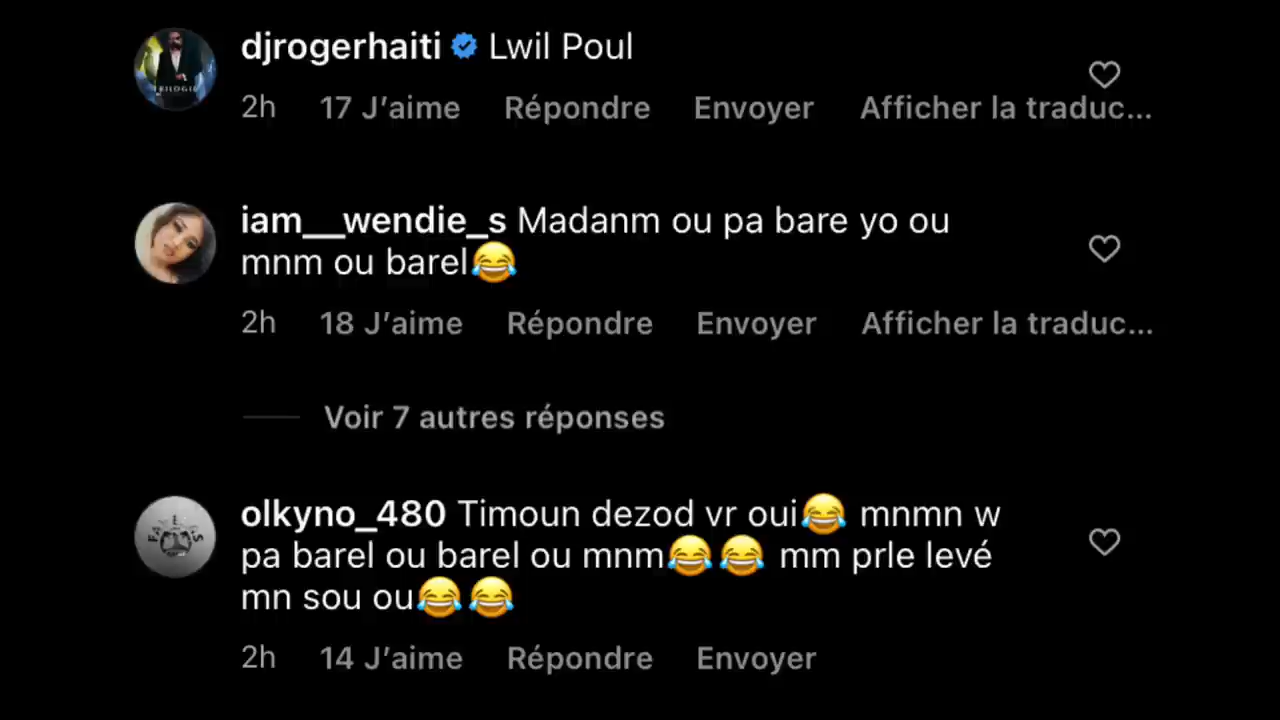 djrogerhaiti Lwil Poul
2h 17 J’aime Répondre Envoyer Afficher la traduc...
iam__wendie_s Madanm ou pa bare yo ou
mnm ou barel😂
2h 18 J’aime Répondre Envoyer Afficher la traduc...
Voir 7 autres réponses
olkyno_480 Timoun dezod vr oui😂 mnmn w
pa barel ou barel ou mnm😂😂 mm prle levé
mn sou ou😂😂
2h 14 J’aime Répondre Envoyer